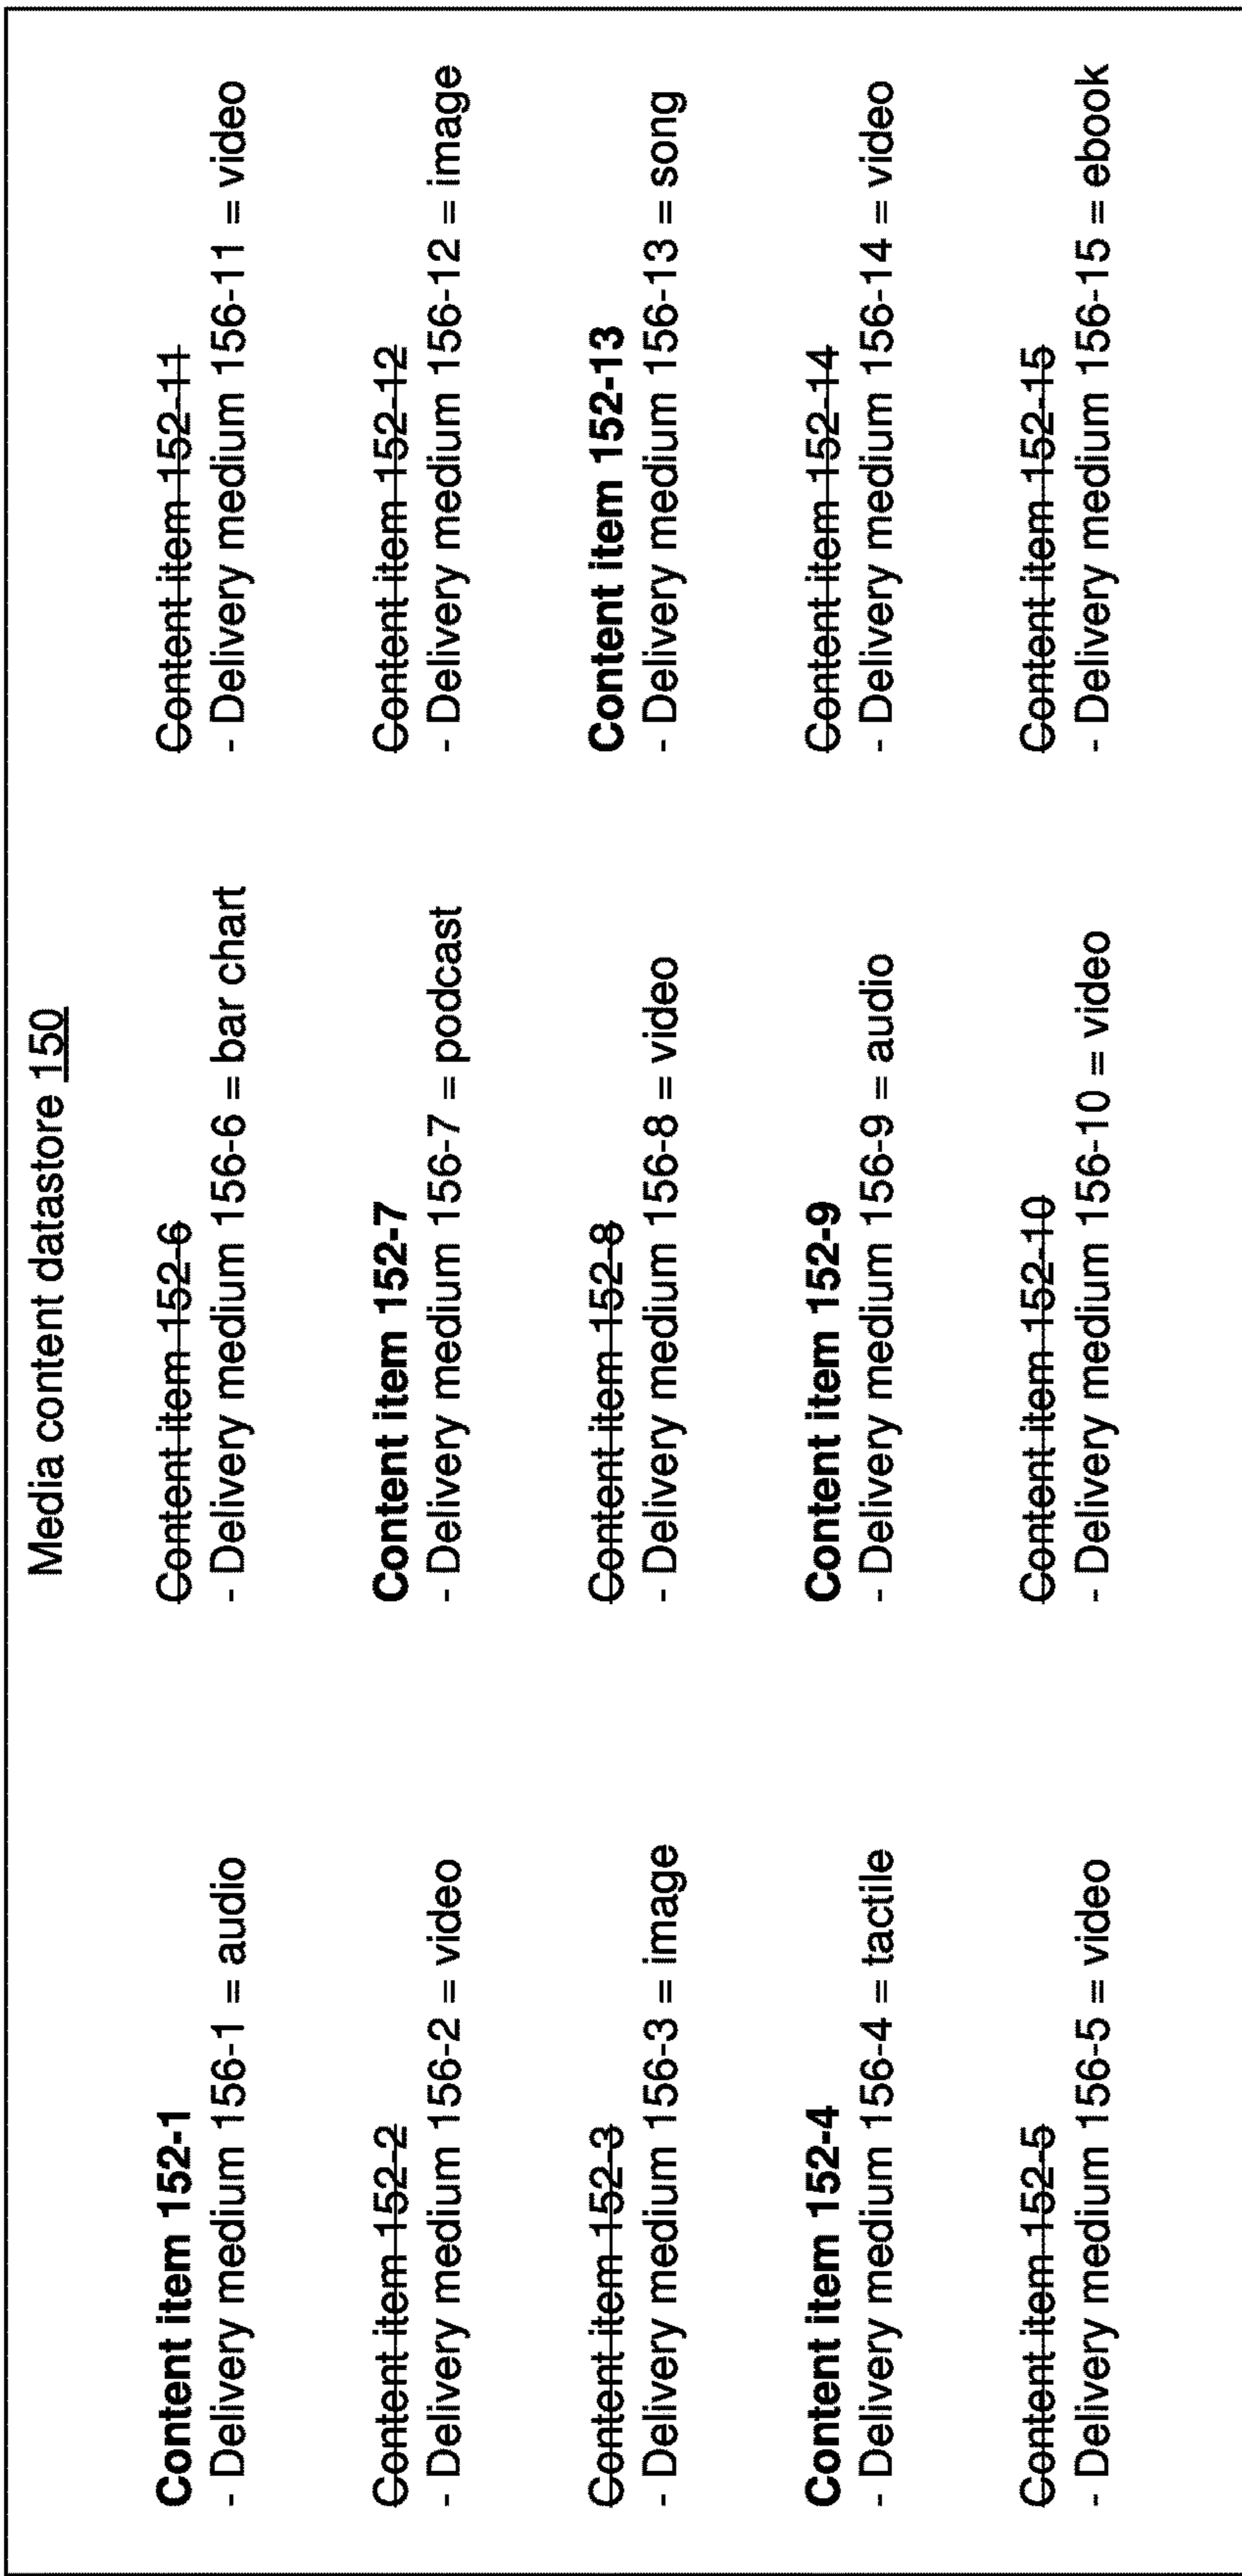 Media content datastore 150
Content item 152-1
- Delivery medium 156-1 = audio
Content item 152-2
- Delivery medium 156-2 = video
Content item 152-3
- Delivery medium 156-3 = image
Content item 152-4
- Delivery medium 156-4 = tactile
Content item 152-5
- Delivery medium 156-5 = video
Content item 152-6
- Delivery medium 156-6 = bar chart
Content item 152-7
- Delivery medium 156-7 = podcast
Content item 152-8
- Delivery medium 156-8 = video
Content item 152-9
- Delivery medium 156-9 = audio
Content item 152-10
- Delivery medium 156-10 = video
Content item 152-11
- Delivery medium 156-11 = video
Content item 152-12
- Delivery medium 156-12 = image
Content item 152-13
- Delivery medium 156-13 = song
Content item 152-14
- Delivery medium 156-14 = video
Content item 152-15
- Delivery medium 156-15 = ebook